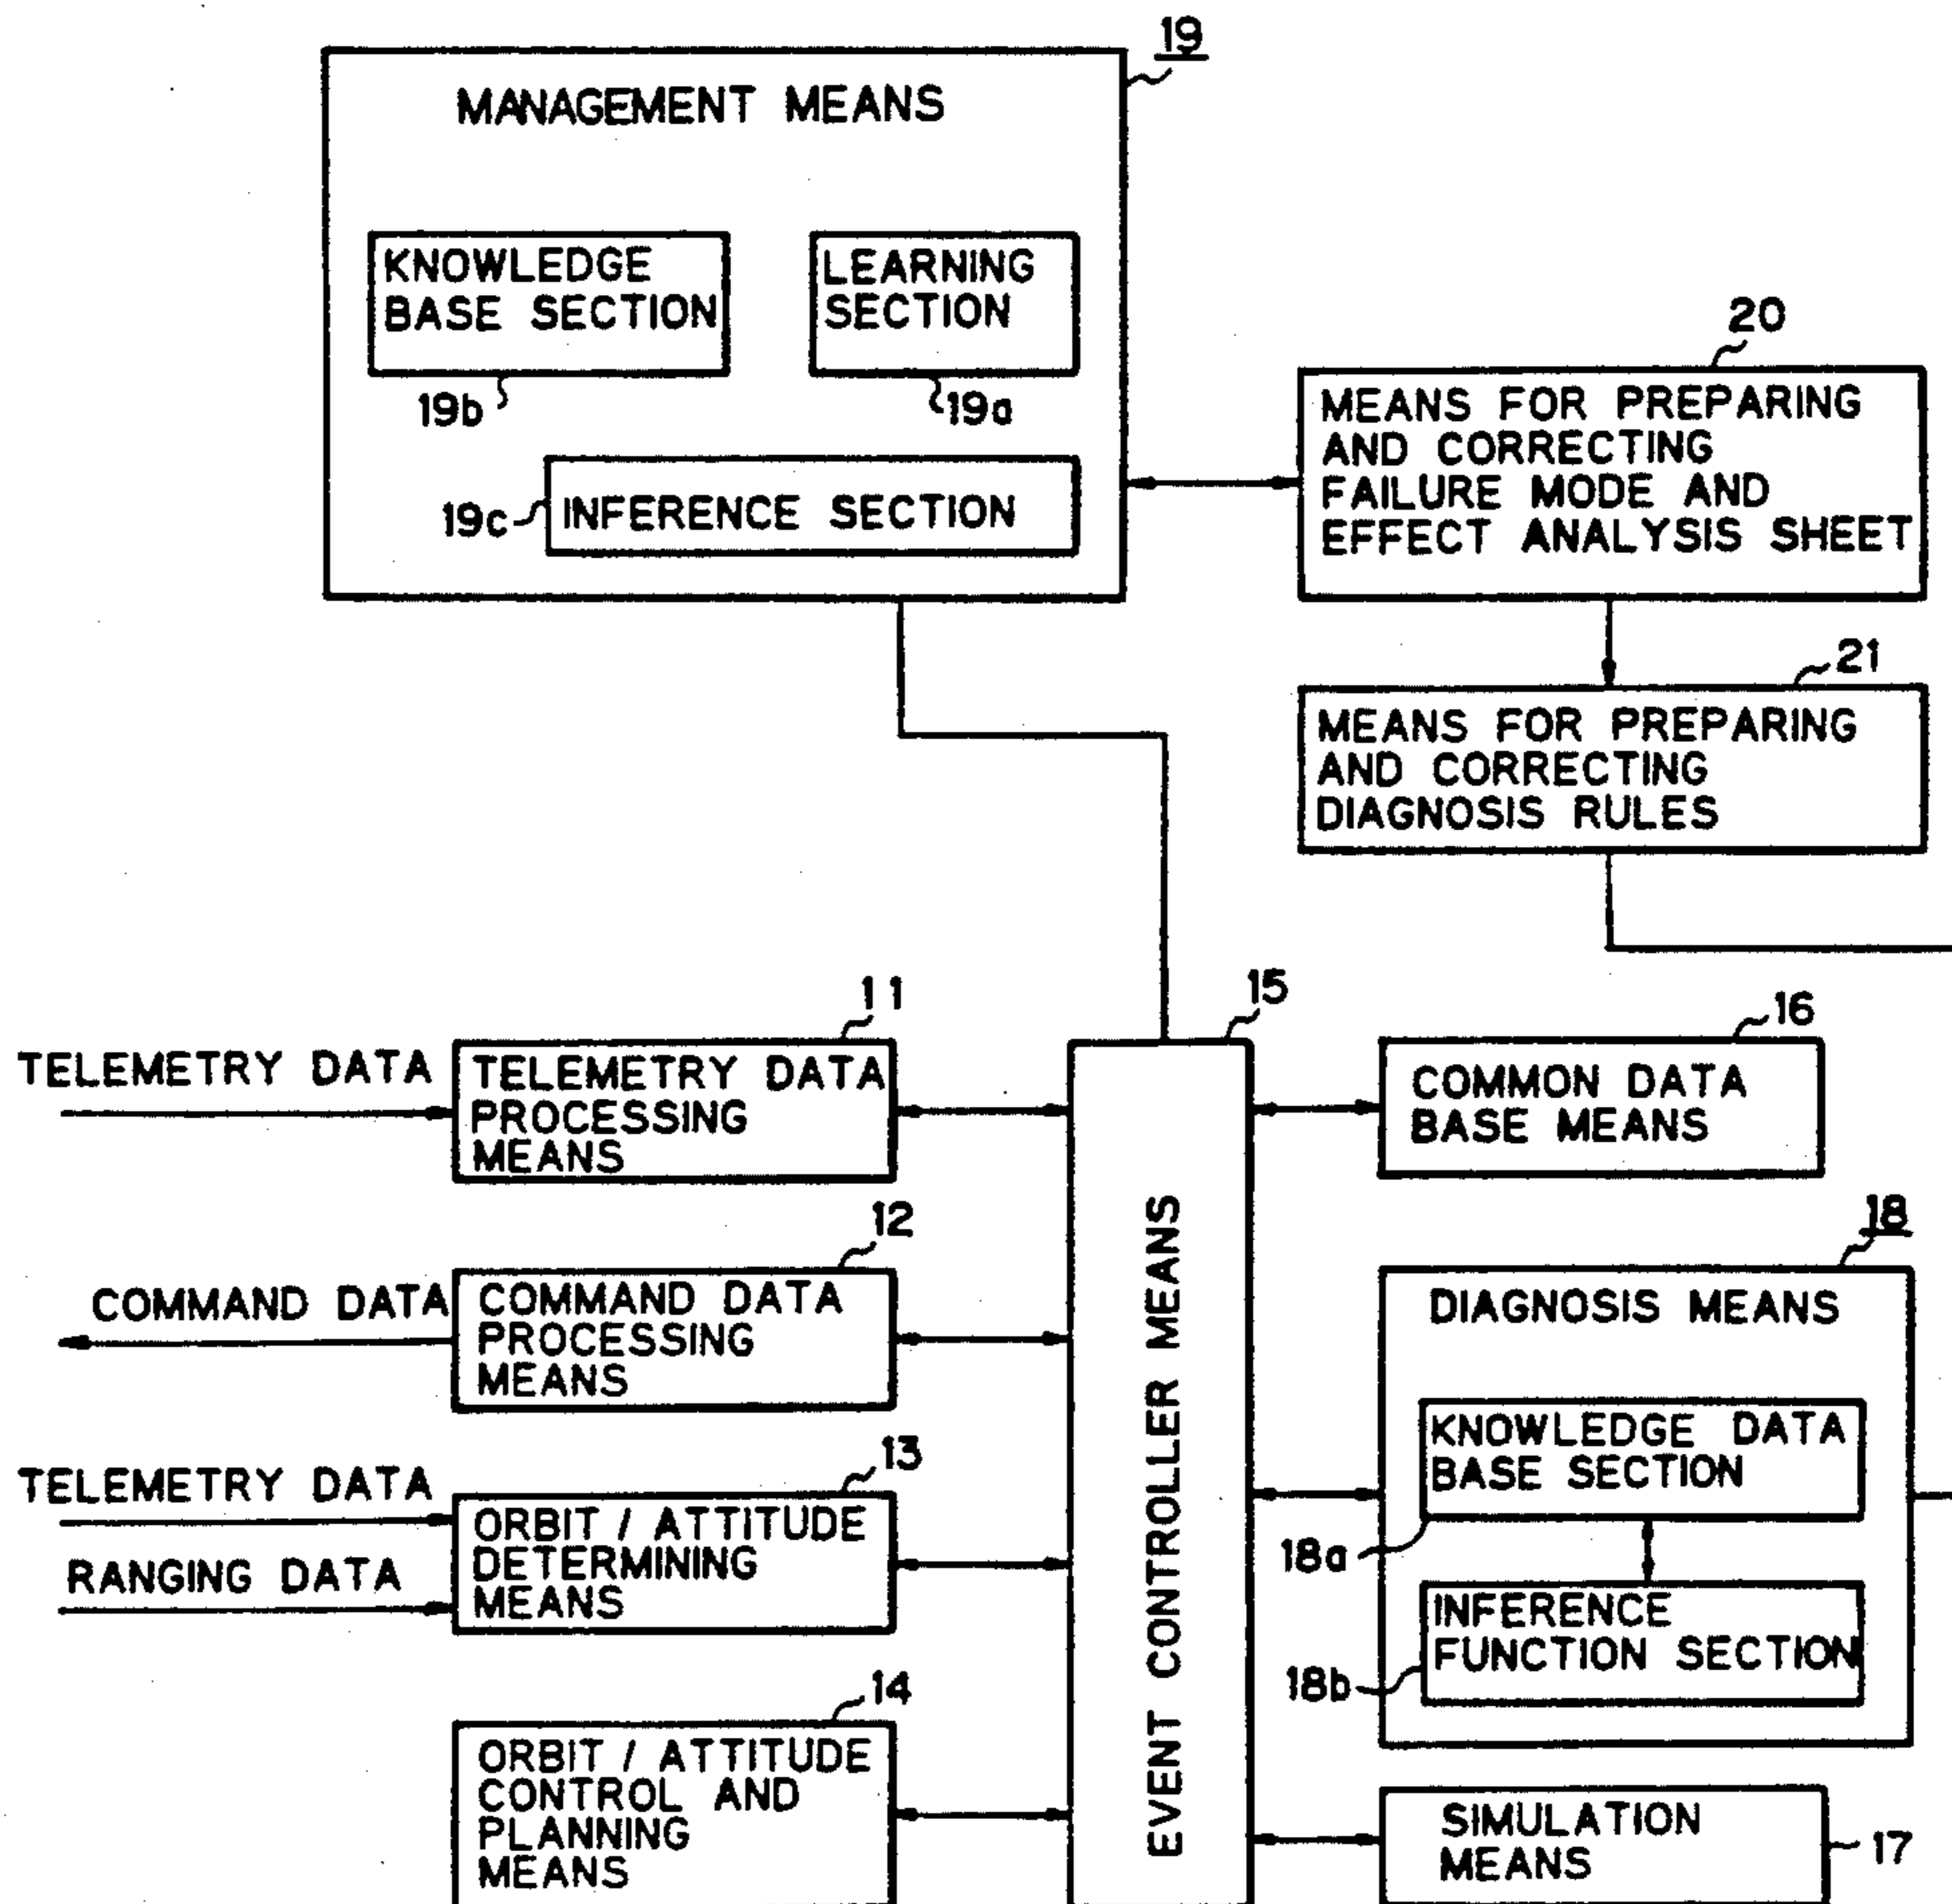 19
MANAGEMENT MEANS
KNOWLEDGE
BASE SECTION
19b
LEARNING
SECTION
19a
19c
INFERENCE SECTION
20
MEANS FOR PREPARING
AND CORRECTING
FAILURE MODE AND
EFFECT ANALYSIS SHEET
21
MEANS FOR PREPARING
AND CORRECTING
DIAGNOSIS RULES
TELEMETRY DATA
11
TELEMETRY DATA
PROCESSING
MEANS
COMMAND DATA
12
COMMAND DATA
PROCESSING
MEANS
TELEMETRY DATA
RANGING DATA
13
ORBIT / ATTITUDE
DETERMINING
MEANS
14
ORBIT / ATTITUDE
CONTROL AND
PLANNING
MEANS
15
EVENT CONTROLLER MEANS
16
COMMON DATA
BASE MEANS
18
DIAGNOSIS MEANS
KNOWLEDGE DATA
BASE SECTION
18a
INFERENCE
FUNCTION SECTION
18b
SIMULATION
MEANS
17